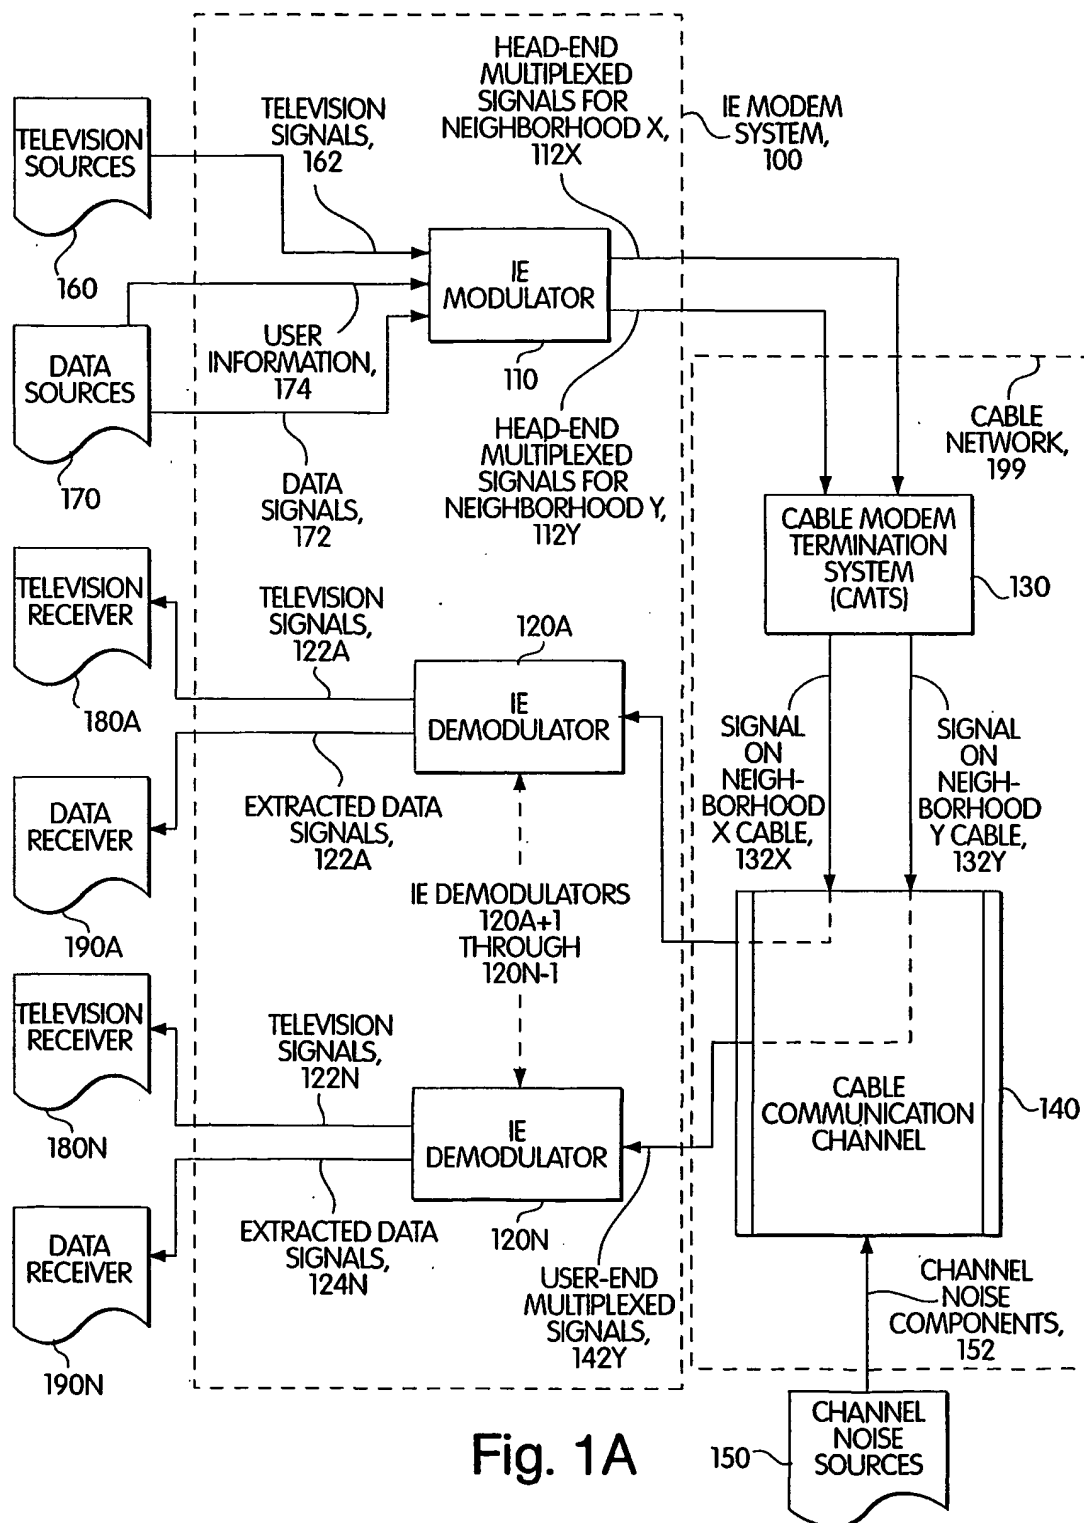 HEAD-END
MULTIPLEXED
SIGNALS FOR
NEIGHBORHOOD X,
112X
TELEVISION
SIGNALS,
162
IE MODEM
SYSTEM,
100
TELEVISION
SOURCES
160
IE
MODULATOR
110
DATA
SOURCES
170
USER
INFORMATION,
174
DATA
SIGNALS,
172
HEAD-END
MULTIPLEXED
SIGNALS FOR
NEIGHBORHOOD Y,
112Y
CABLE
NETWORK,
199
CABLE MODEM
TERMINATION
SYSTEM
(CMTS)
130
TELEVISION
RECEIVER
180A
TELEVISION
SIGNALS,
122A
120A
IE
DEMODULATOR
SIGNAL
ON
NEIGH-
BORHOOD
X CABLE,
132X
SIGNAL
ON
NEIGH-
BORHOOD
Y CABLE,
132Y
DATA
RECEIVER
190A
EXTRACTED DATA
SIGNALS,
122A
IE DEMODULATORS
120A+1
THROUGH
120N-1
TELEVISION
RECEIVER
180N
TELEVISION
SIGNALS,
122N
IE
DEMODULATOR
120N
CABLE
COMMUNICATION
CHANNEL
140
DATA
RECEIVER
190N
EXTRACTED DATA
SIGNALS,
124N
USER-END
MULTIPLEXED
SIGNALS,
142Y
CHANNEL
NOISE
COMPONENTS,
152
CHANNEL
NOISE
SOURCES
150
Fig. 1A